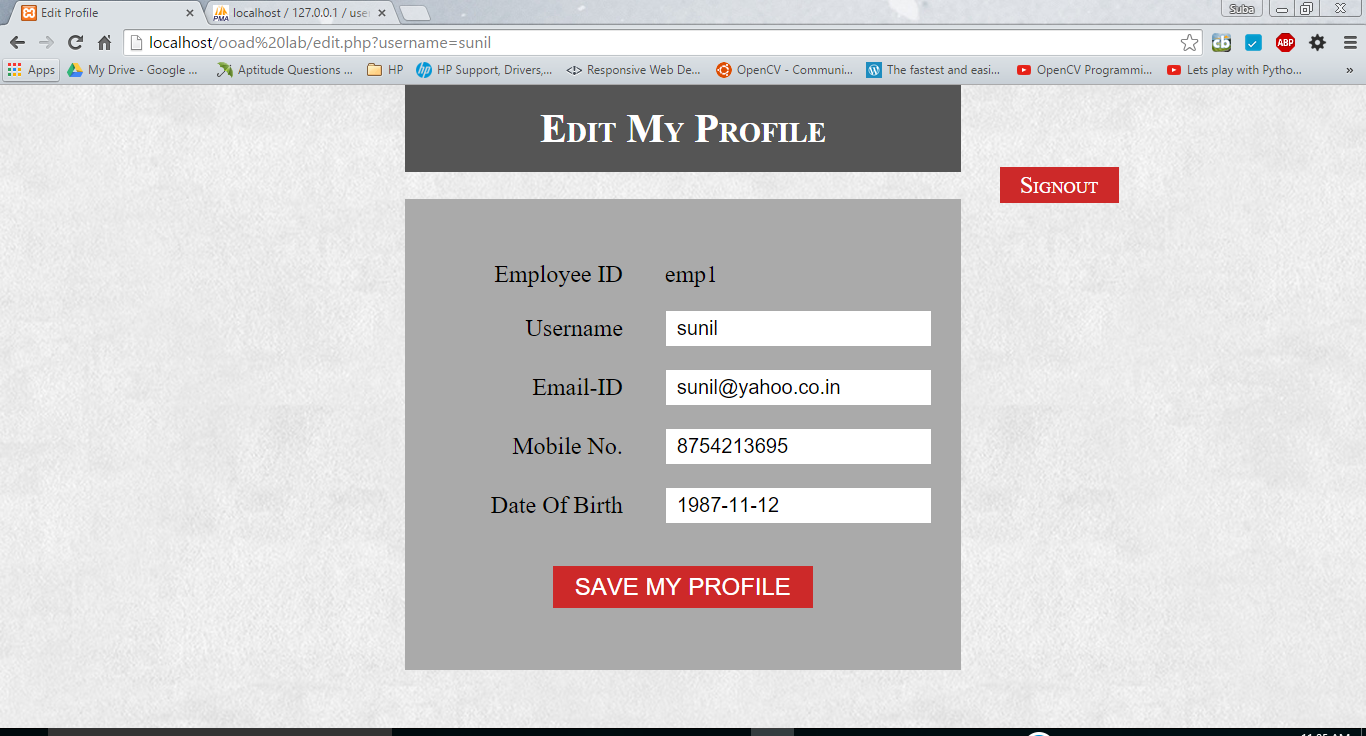 Edit Profile
localhost / 127.0.0.1 / use
Suba
localhost/ooad%20lab/edit.php?username=sunil
cb
ABP
Apps
My Drive - Google ...
Aptitude Questions ...
HP
HP Support, Drivers,...
Responsive Web De...
OpenCV - Communi...
The fastest and easi...
OpenCV Programmi...
Lets play with Pytho...
»
Edit My Profile
Signout
Employee ID emp1
Username sunil
Email-ID sunil@yahoo.co.in
Mobile No. 8754213695
Date Of Birth 1987-11-12
SAVE MY PROFILE